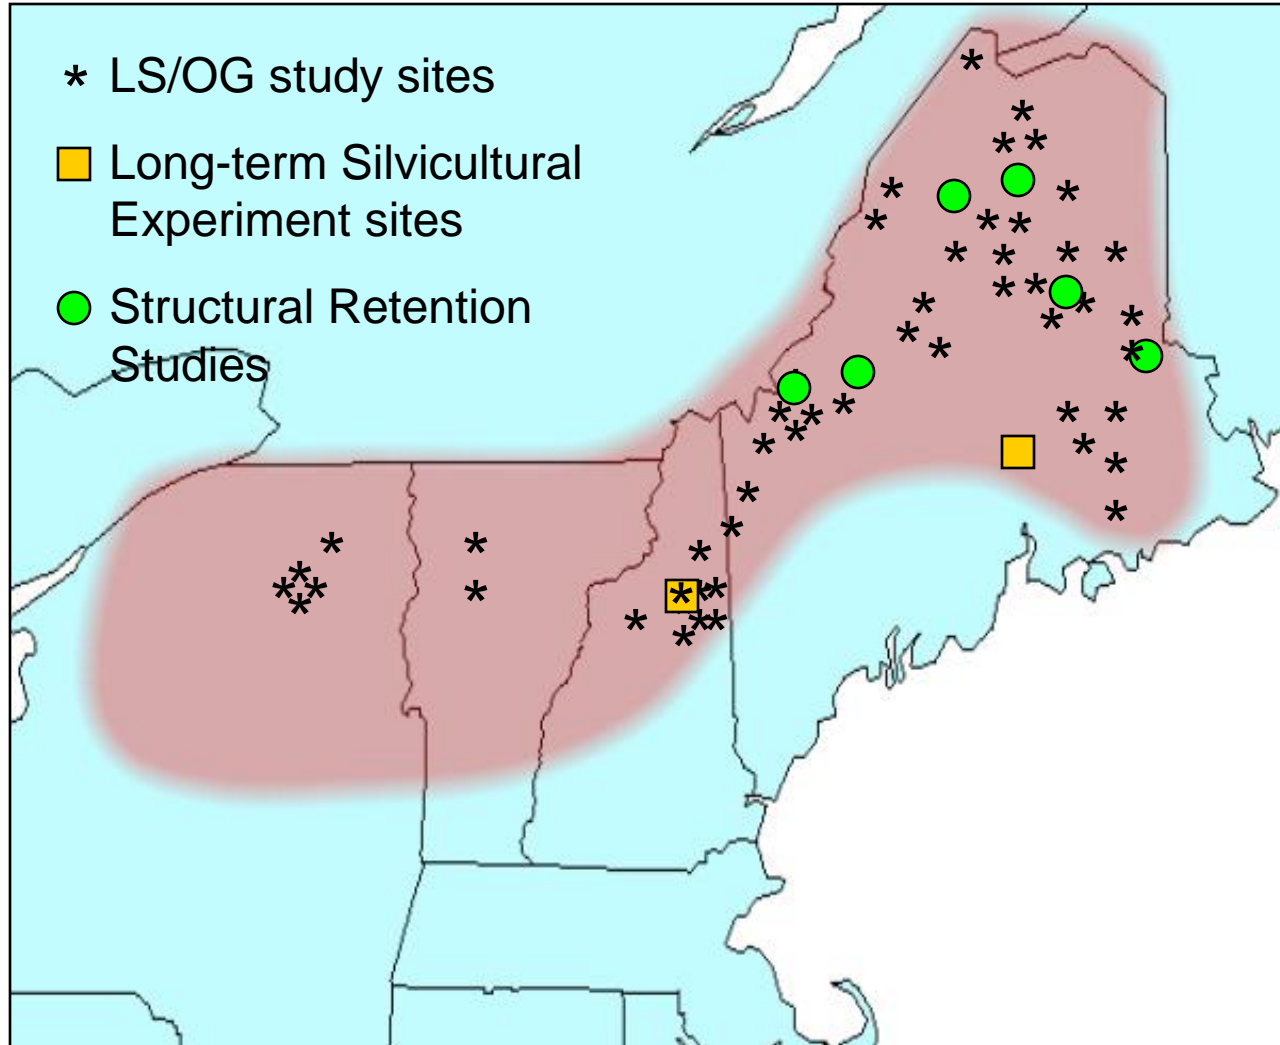 * LS/OG study sites
Long-term Silvicultural
Experiment sites
Structural Retention
Studies